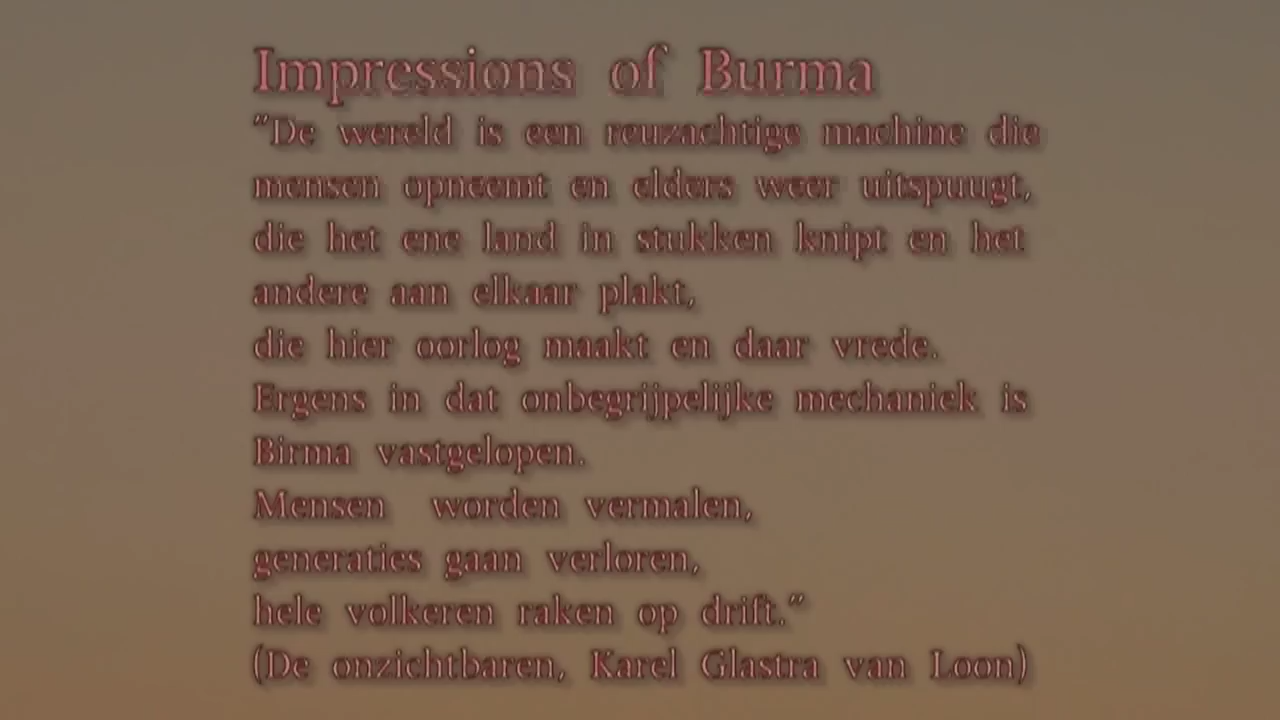 Impressions of Burma
"De wereld is een reuzachtige machine die
mensen opneemt en elders weer uitspuugt,
die het ene land in stukken knipt en het
andere aan elkaar plakt,
die hier oorlog maakt en daar vrede.
Ergens in dat onbegrijpelijke mechaniek is
Birma vastgelopen.
Mensen worden vermalen,
generaties gaan verloren,
hele volkeren raken op drift."
(De onzichtbaren, Karel Glastra van Loon)